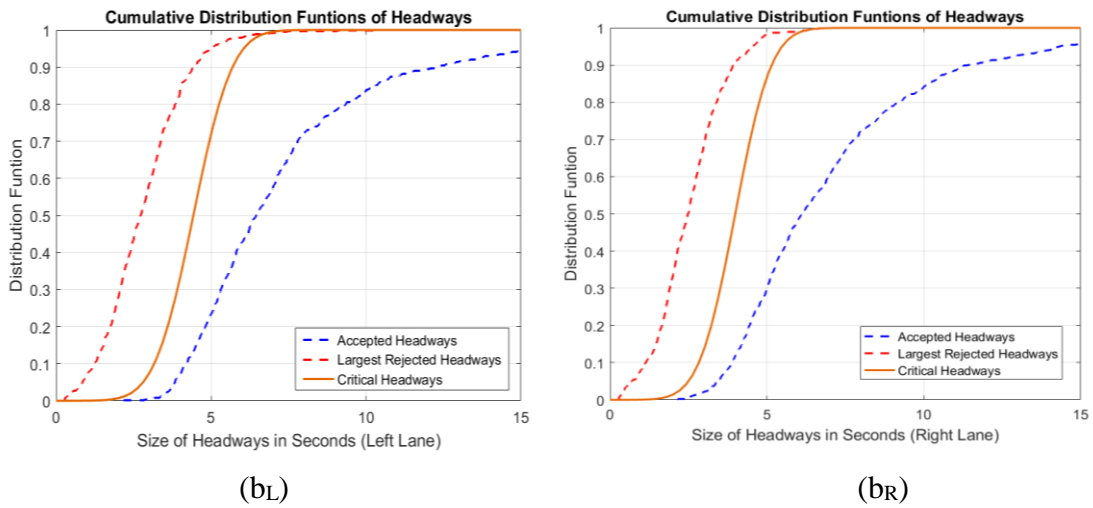 Cumulative Distribution Funtions of Headways
Distribution Funtion
1
0.9
0.8
0.7
0.6
0.5
0.4
0.3
0.2
0.1
0
0 5 10 15
Accepted Headways
Largest Rejected Headways
Critical Headways
Size of Headways in Seconds (Left Lane)
(bL)
Cumulative Distribution Funtions of Headways
Distribution Funtion
1
0.9
0.8
0.7
0.6
0.5
0.4
0.3
0.2
0.1
0
0 5 10 15
Accepted Headways
Largest Rejected Headways
Critical Headways
Size of Headways in Seconds (Right Lane)
(bR)